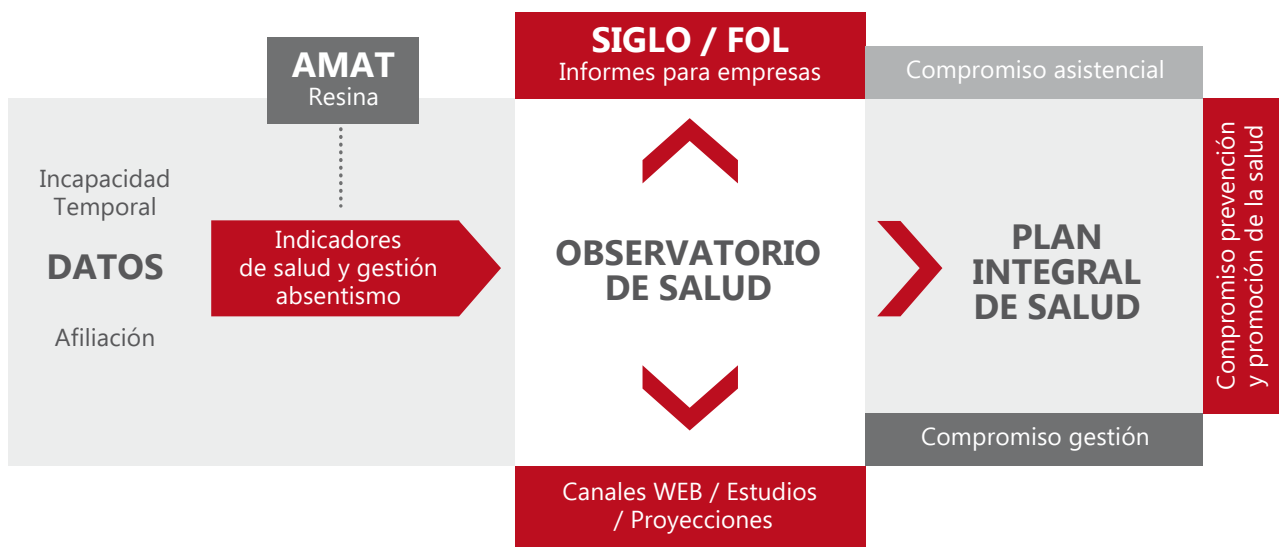 AMAT
Resina
Incapacidad
Temporal
DATOS
Afiliación
Indicadores
de salud y gestión
absentismo
SIGLO / FOL
Informes para empresas
OBSERVATORIO
DE SALUD
Canales WEB / Estudios
/ Proyecciones
Compromiso asistencial
PLAN
INTEGRAL
DE SALUD
Compromiso gestión
Compromiso prevención
y promoción de la salud